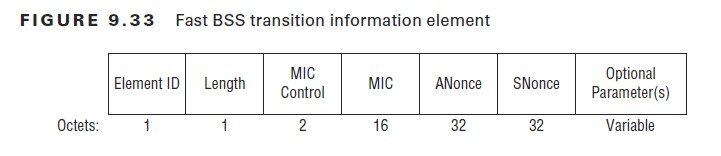 FIGURE 9.33 Fast BSS transition information element
Element ID Length MIC Control MIC ANonce SNonce Optional Parameter(s)
Octets: 1 1 2 16 32 32 Variable